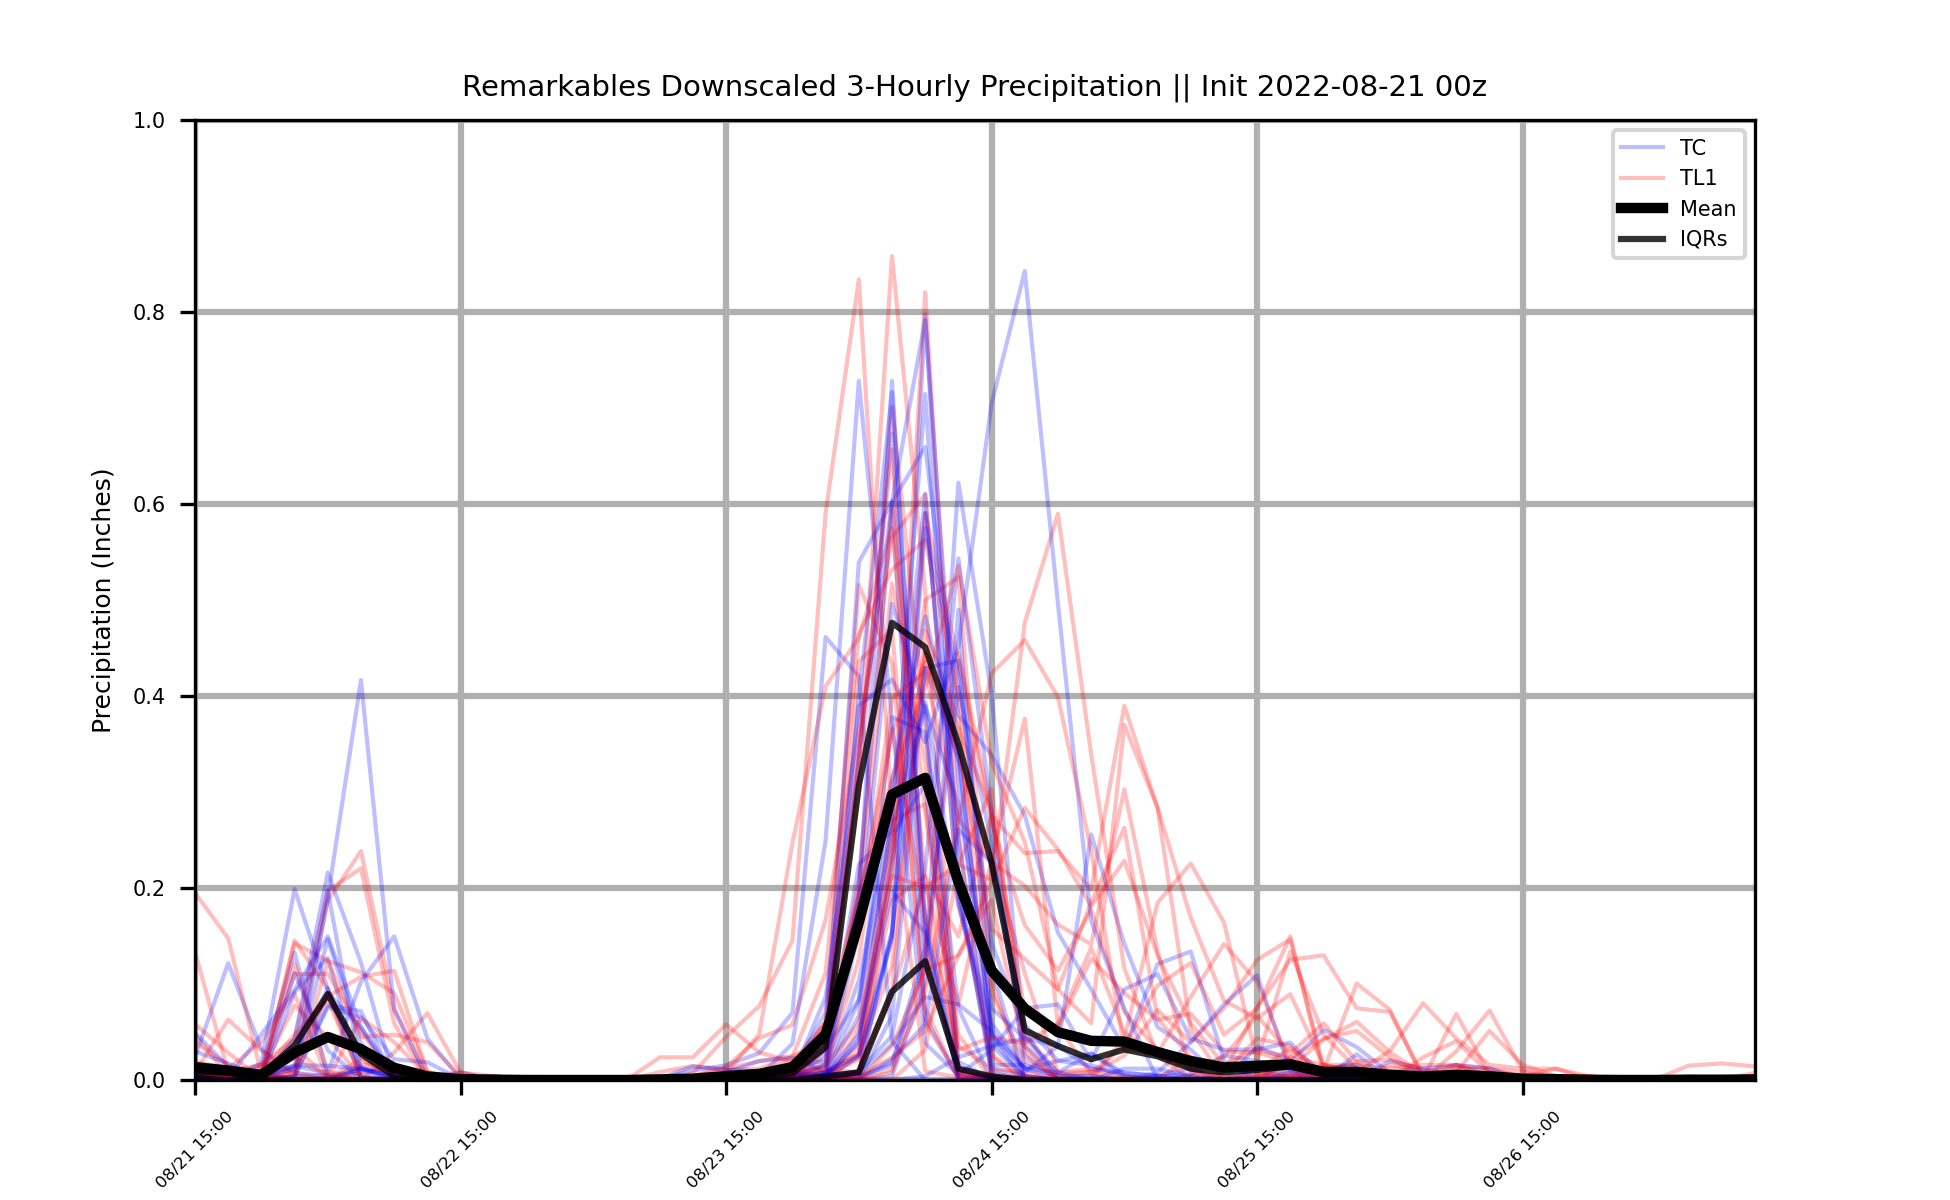 Remarkables Downscaled 3-Hourly Precipitation || Init 2022-08-21 00z
TC
TL1
Mean
IQRs
Precipitation (Inches)
1.0
0.8
0.6
0.4
0.2
0.0
08/21 15:00
08/22 15:00
08/23 15:00
08/24 15:00
08/25 15:00
08/26 15:00